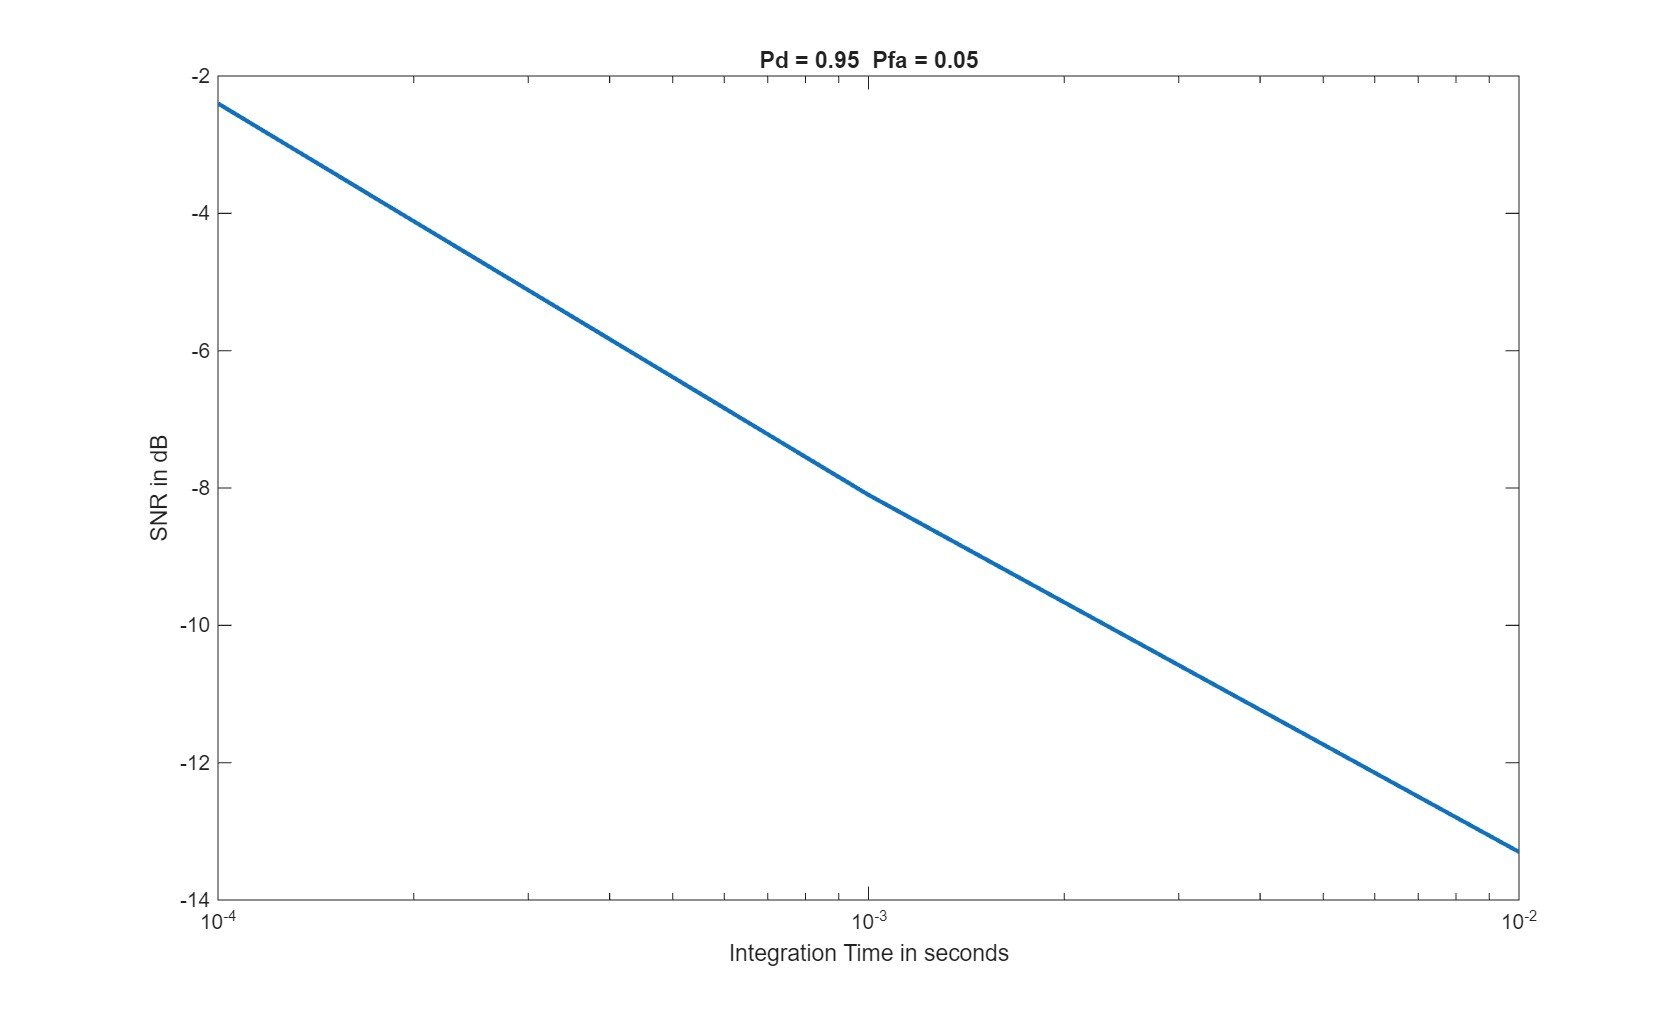 Pd = 0.95  Pfa = 0.05
-2
-4
-6
-8
-10
-12
-14
SNR in dB
10-4 10-3 10-2
Integration Time in seconds